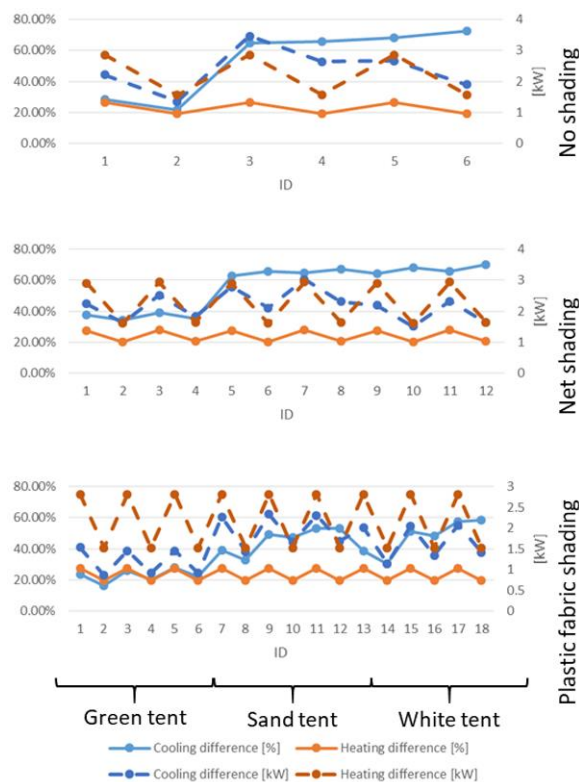 80.00%
60.00%
40.00%
20.00%
0.00%
4
3
2
1
0
[kW]
1 2 3 4 5 6
ID
No shading
80.00%
60.00%
40.00%
20.00%
0.00%
4
3
2
1
0
[kW]
1 2 3 4 5 6 7 8 9 10 11 12
ID
Net shading
80.00%
60.00%
40.00%
20.00%
0.00%
3
2.5
2
1.5
1
0.5
0
[kW]
1 2 3 4 5 6 7 8 9 10 11 12 13 14 15 16 17 18
ID
Plastic fabric shading
Green tent Sand tent White tent
Cooling difference [%] Heating difference [%]
Cooling difference [kW] Heating difference [kW]